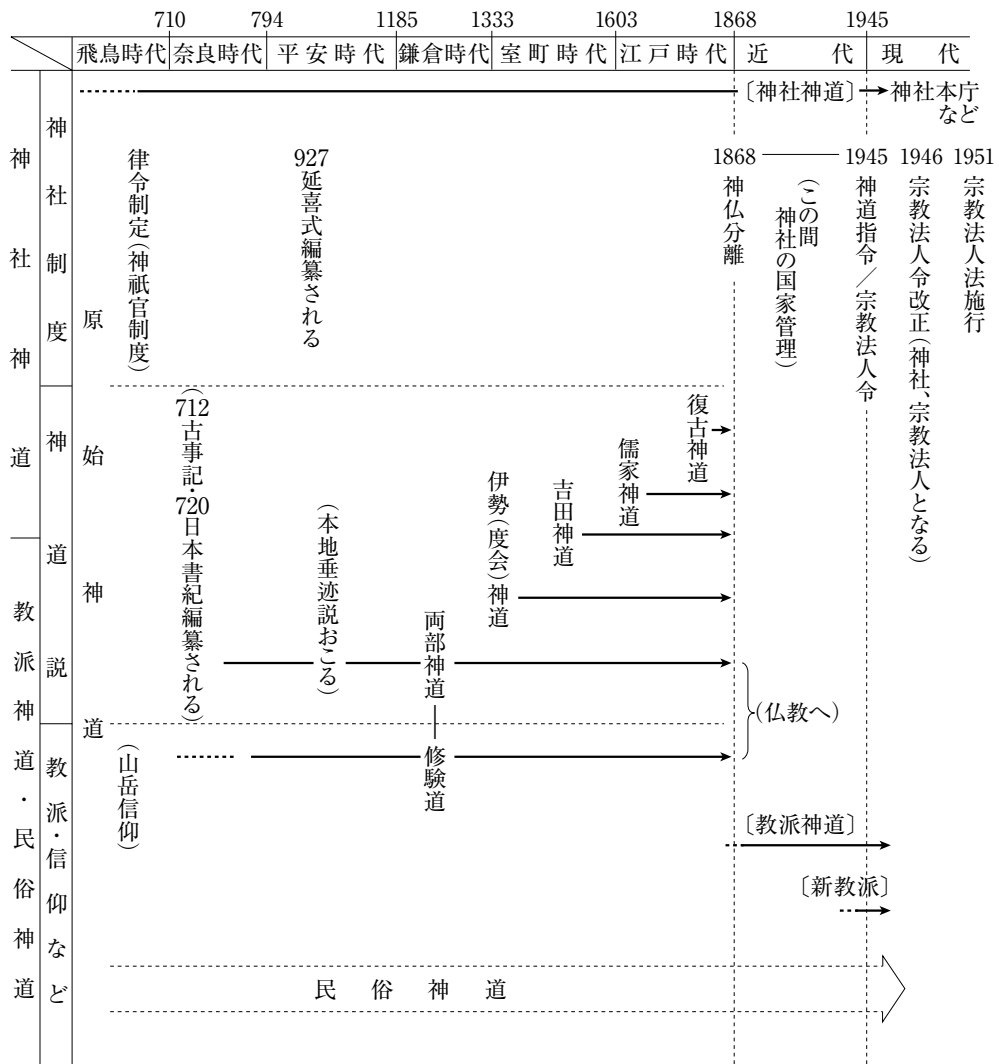 710
794
1185
1333
1603
1868
1945
飛鳥時代
奈良時代
平安時代
鎌倉時代
室町時代
江戸時代
近代
現代
神社神道
教派神道・民俗神道
神社制度
神道説
教派・信仰など
原始神道
〔神社神道〕
神社本庁
など
律令制定(神祇官制度)
927延喜式編纂される
1868
神仏分離
(この間
神社の国家管理)
1945
神道指令/宗教法人令
1946
宗教法人令改正(神社、宗教法人となる)
1951
宗教法人法施行
(712古事記・720日本書紀編纂される)
(本地垂迹説おこる)
両部神道
伊勢(度会)神道
吉田神道
儒家神道
復古神道
(仏教へ)
(山岳信仰)
修験道
〔教派神道〕
〔新教派〕
民俗神道